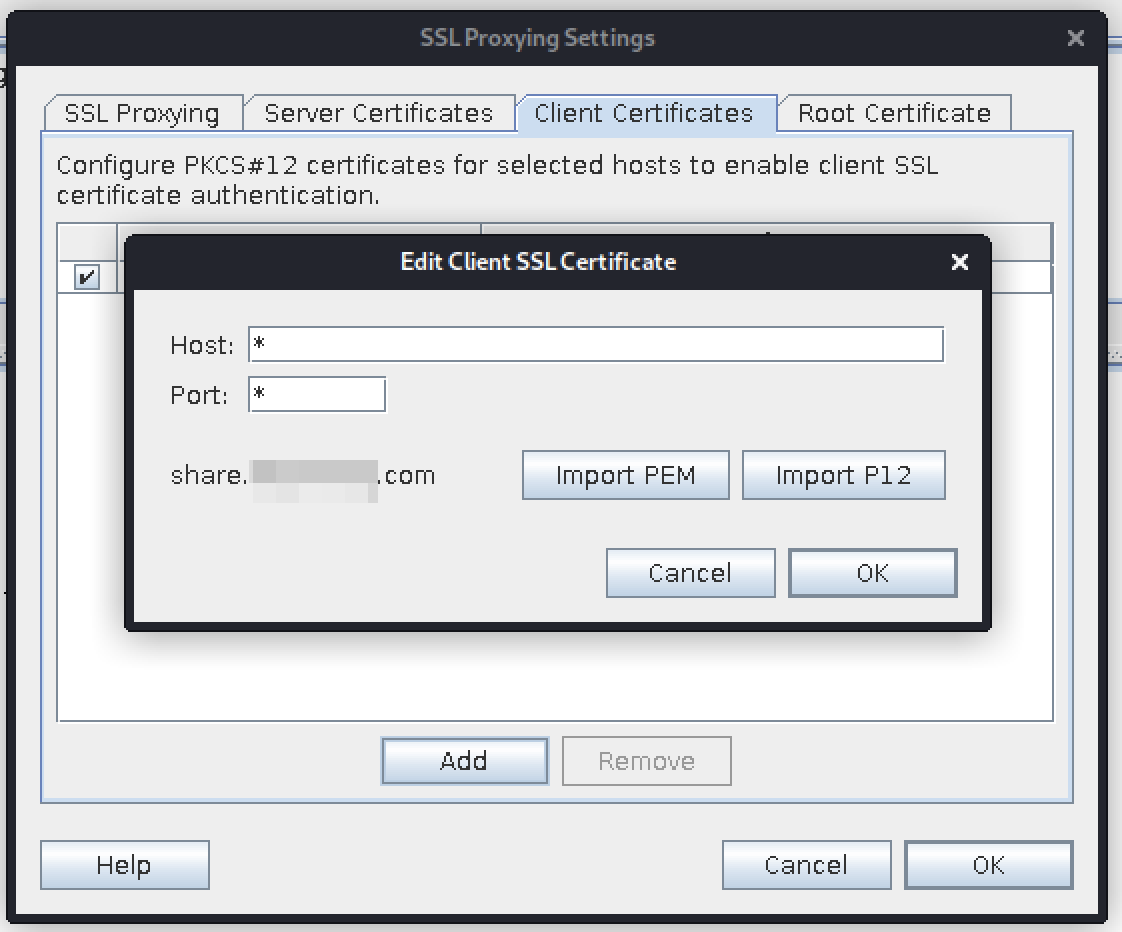 SSL Proxying Settings
SSL Proxying
Server Certificates
Client Certificates
Root Certificate
Configure PKCS#12 certificates for selected hosts to enable client SSL
certificate authentication.
Edit Client SSL Certificate
Host: *
Port: *
share. .com
Import PEM
Import P12
Cancel
OK
Add
Remove
Help
Cancel
OK